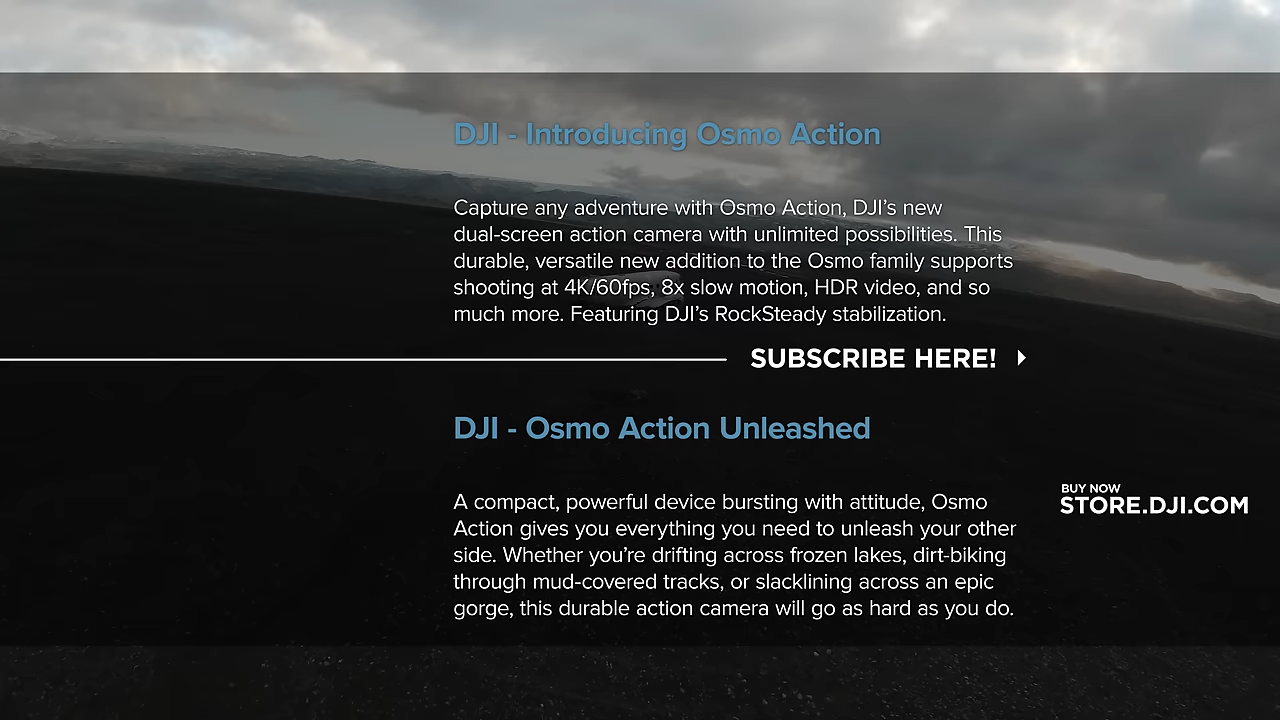 DJI - Introducing Osmo Action
Capture any adventure with Osmo Action, DJI's new
dual-screen action camera with unlimited possibilities. This
durable, versatile new addition to the Osmo family supports
shooting at 4K/60fps, 8x slow motion, HDR video, and so
much more. Featuring DJI's RockSteady stabilization.
SUBSCRIBE HERE!
DJI - Osmo Action Unleashed
A compact, powerful device bursting with attitude, Osmo
Action gives you everything you need to unleash your other
side. Whether you're drifting across frozen lakes, dirt-biking
through mud-covered tracks, or slacklining across an epic
gorge, this durable action camera will go as hard as you do.
BUY NOW
STORE.DJI.COM